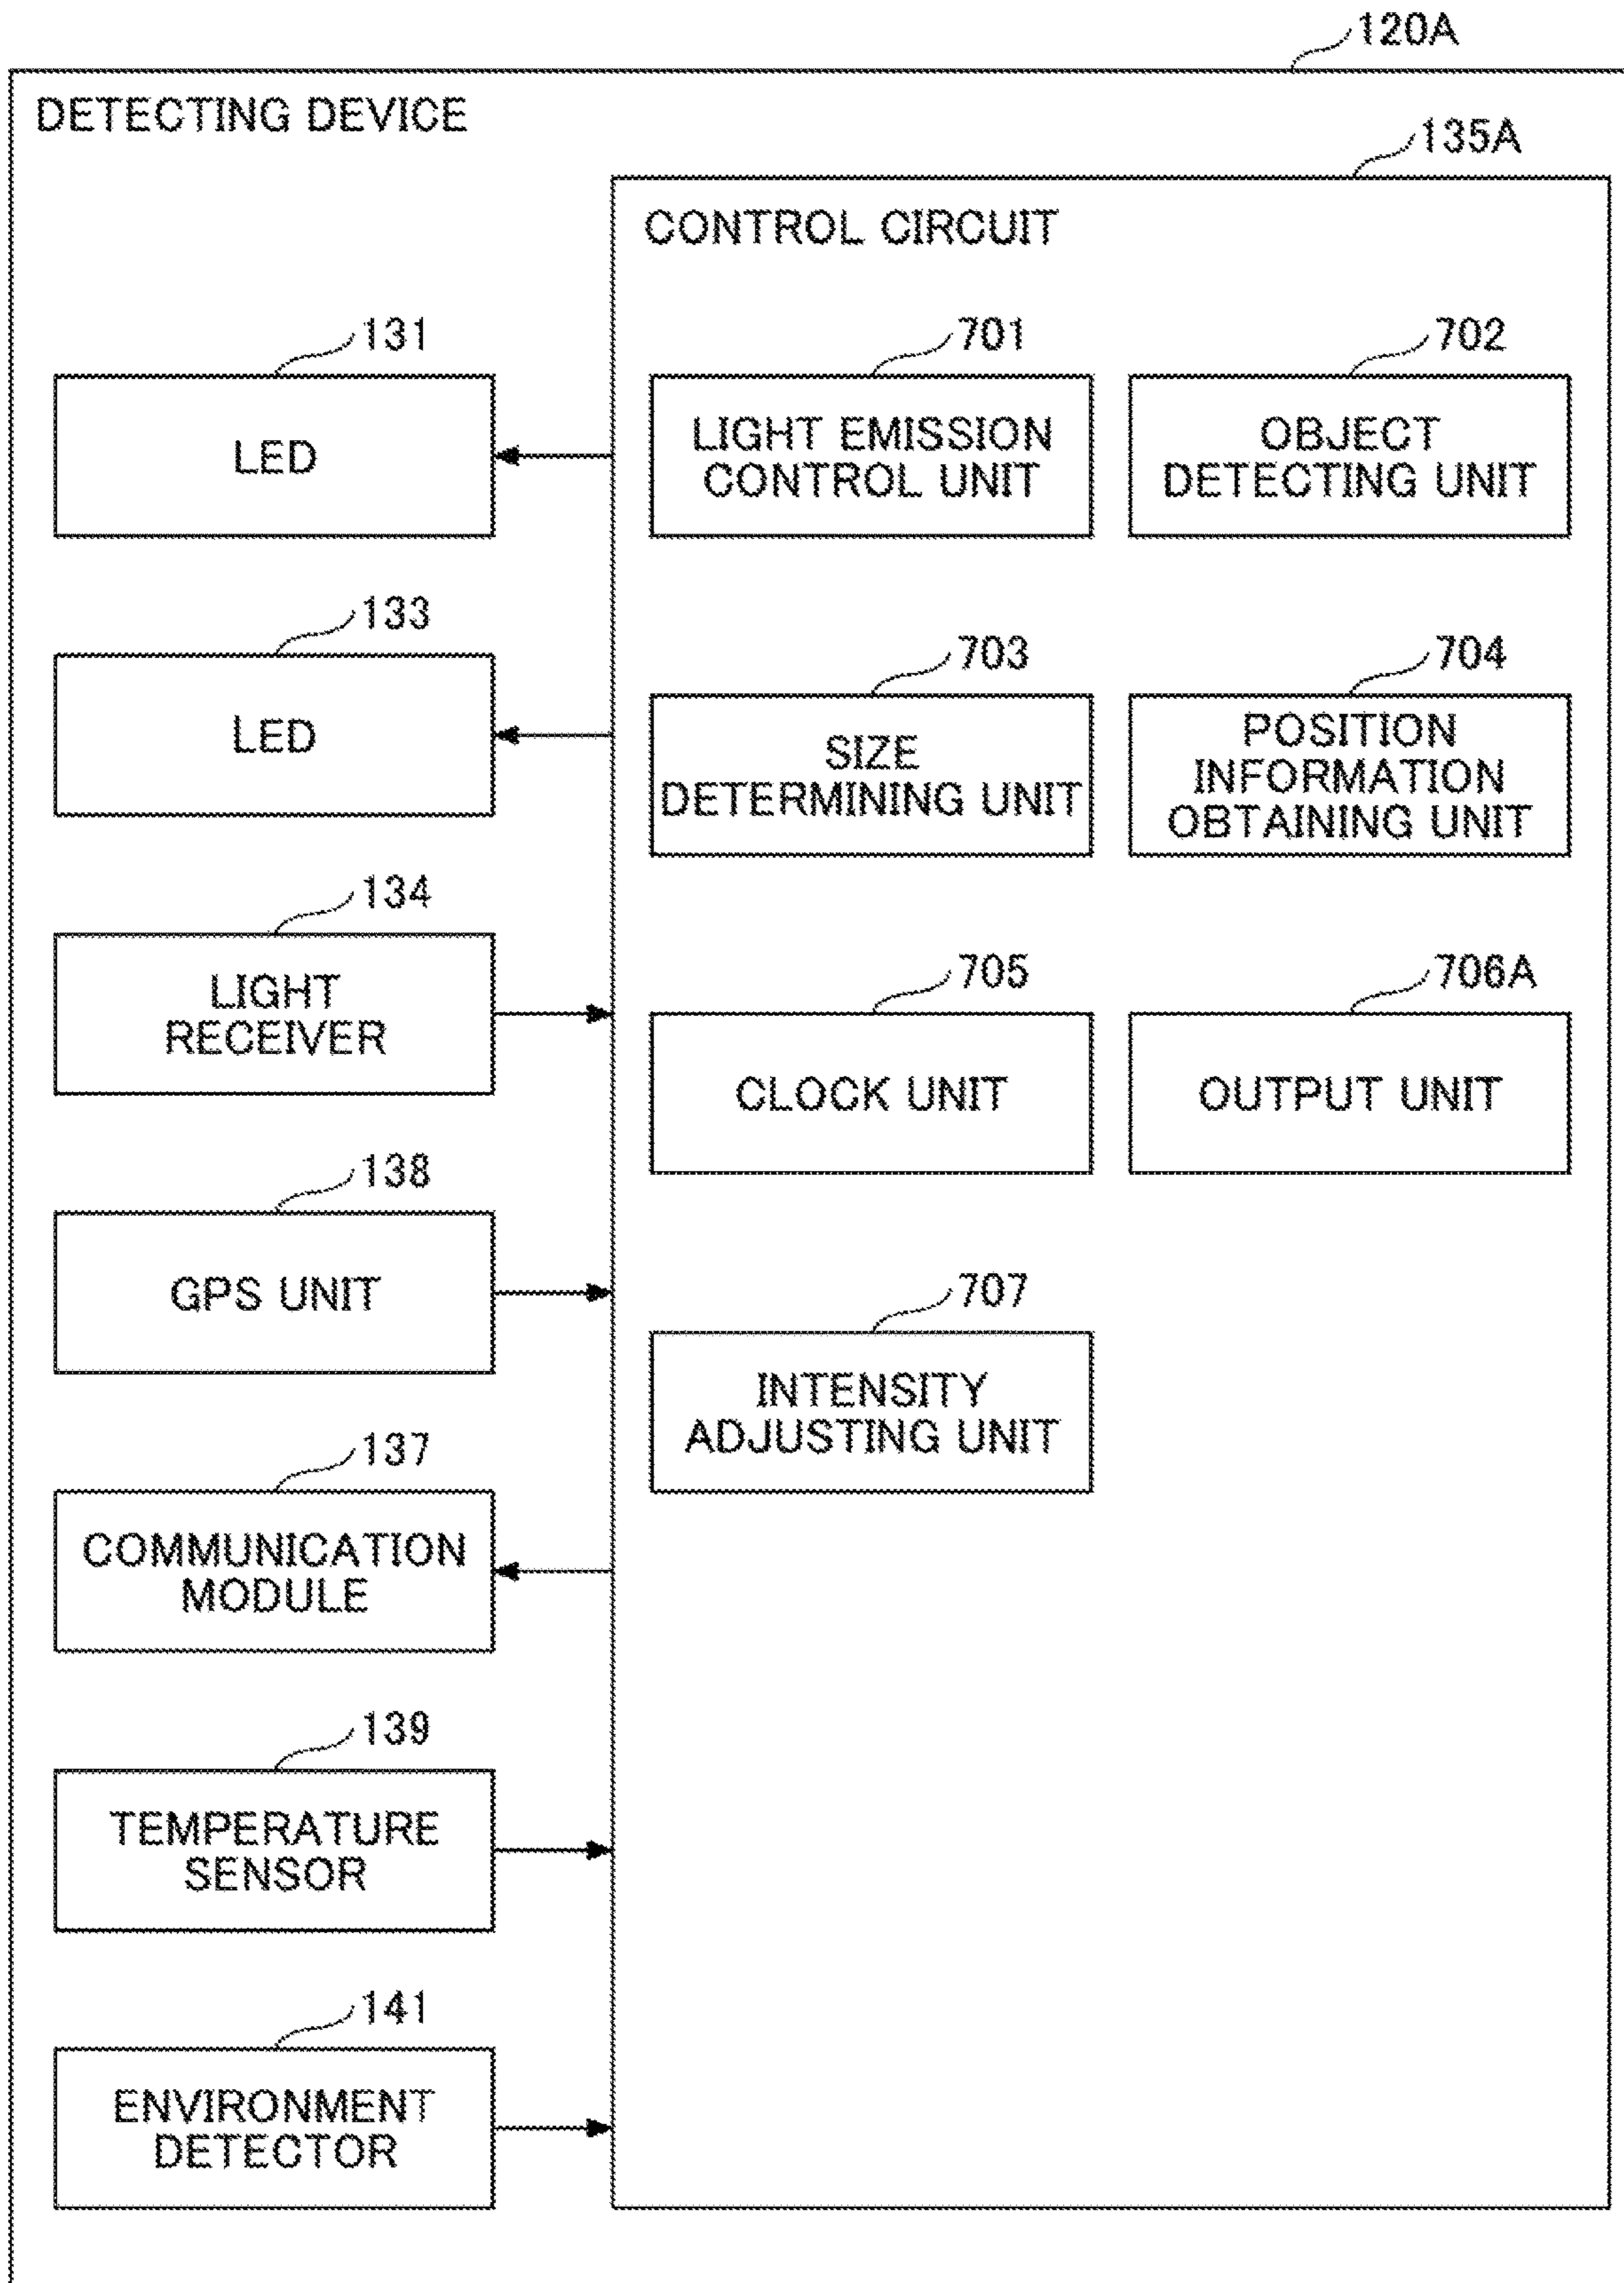 120A
DETECTING DEVICE
135A
CONTROL CIRCUIT
131
LED
133
LED
134
LIGHT
RECEIVER
138
GPS UNIT
137
COMMUNICATION
MODULE
139
TEMPERATURE
SENSOR
141
ENVIRONMENT
DETECTOR
701
LIGHT EMISSION
CONTROL UNIT
702
OBJECT
DETECTING UNIT
703
SIZE
DETERMINING UNIT
704
POSITION
INFORMATION
OBTAINING UNIT
705
CLOCK UNIT
706A
OUTPUT UNIT
707
INTENSITY
ADJUSTING UNIT